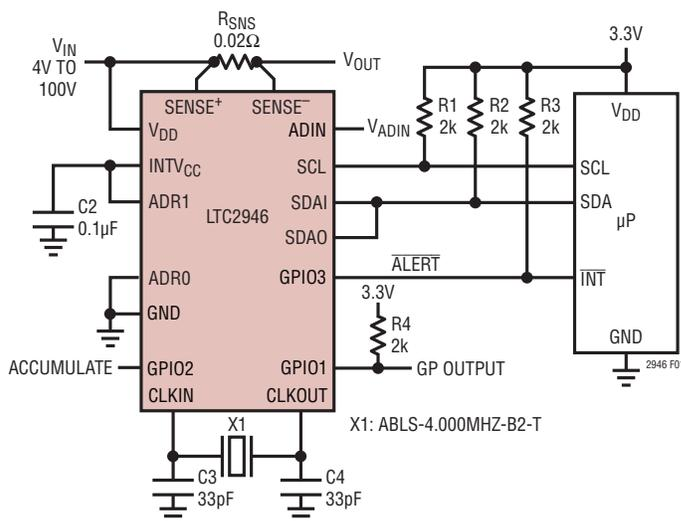 RSNS
0.02Ω
VIN
4V TO
100V
VOUT
3.3V
SENSE+
SENSE–
VDD
ADIN
VADIN
R1
2k
R2
2k
R3
2k
VDD
INTVCC
SCL
SCL
ADR1
SDAI
SDA
C2
0.1µF
LTC2946
µP
SDAO
ALERT
ADR0
GPIO3
INT
3.3V
GND
R4
2k
GND
2946 F0
ACCUMULATE
GPIO2
GPIO1
GP OUTPUT
CLKIN
CLKOUT
X1
X1: ABLS-4.000MHZ-B2-T
C3
33pF
C4
33pF